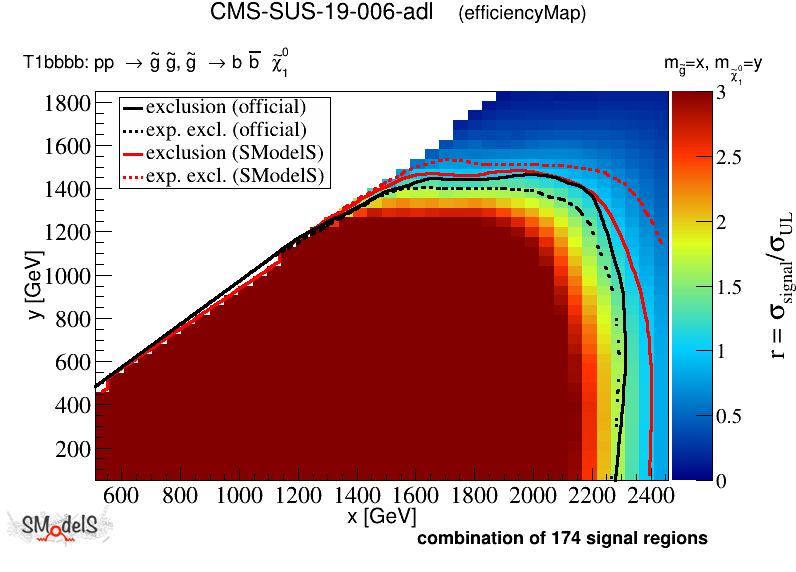 CMS-SUS-19-006-adl (efficiencyMap)
T1bbbb: pp → g̃ g̃, g̃ → b b̅ χ̃₁⁰
m_g̃=x, m_χ̃₁⁰=y
exclusion (official)
exp. excl. (official)
exclusion (SModelS)
exp. excl. (SModelS)
1800
1600
1400
1200
1000
800
600
400
200
y [GeV]
600 800 1000 1200 1400 1600 1800 2000 2200 2400
x [GeV]
3
2.5
2
1.5
1
0.5
0
r = σ_signal/σ_UL
SModelS
combination of 174 signal regions